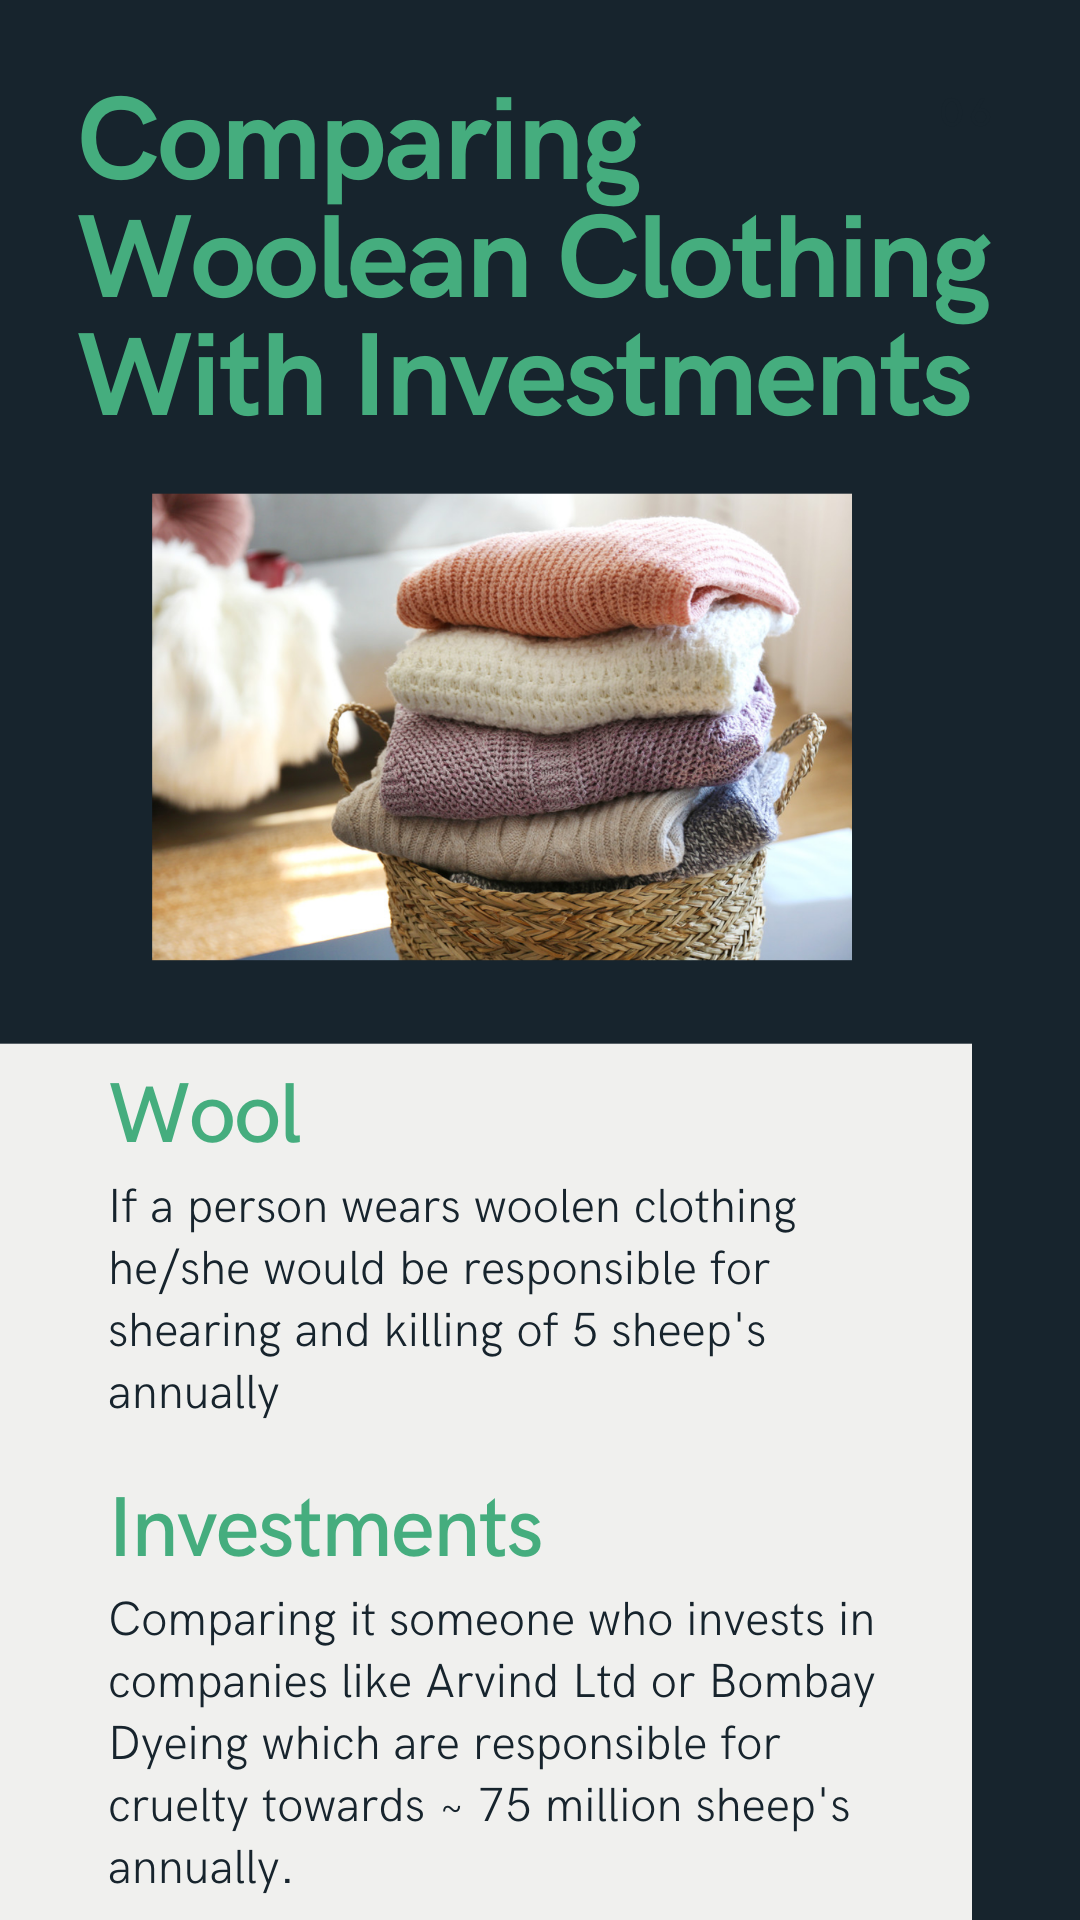 Comparing
Woolean Clothing
With Investments
Wool
If a person wears woolen clothing
he/she would be responsible for
shearing and killing of 5 sheep's
annually
Investments
Comparing it someone who invests in
companies like Arvind Ltd or Bombay
Dyeing which are responsible for
cruelty towards ~ 75 million sheep's
annually.